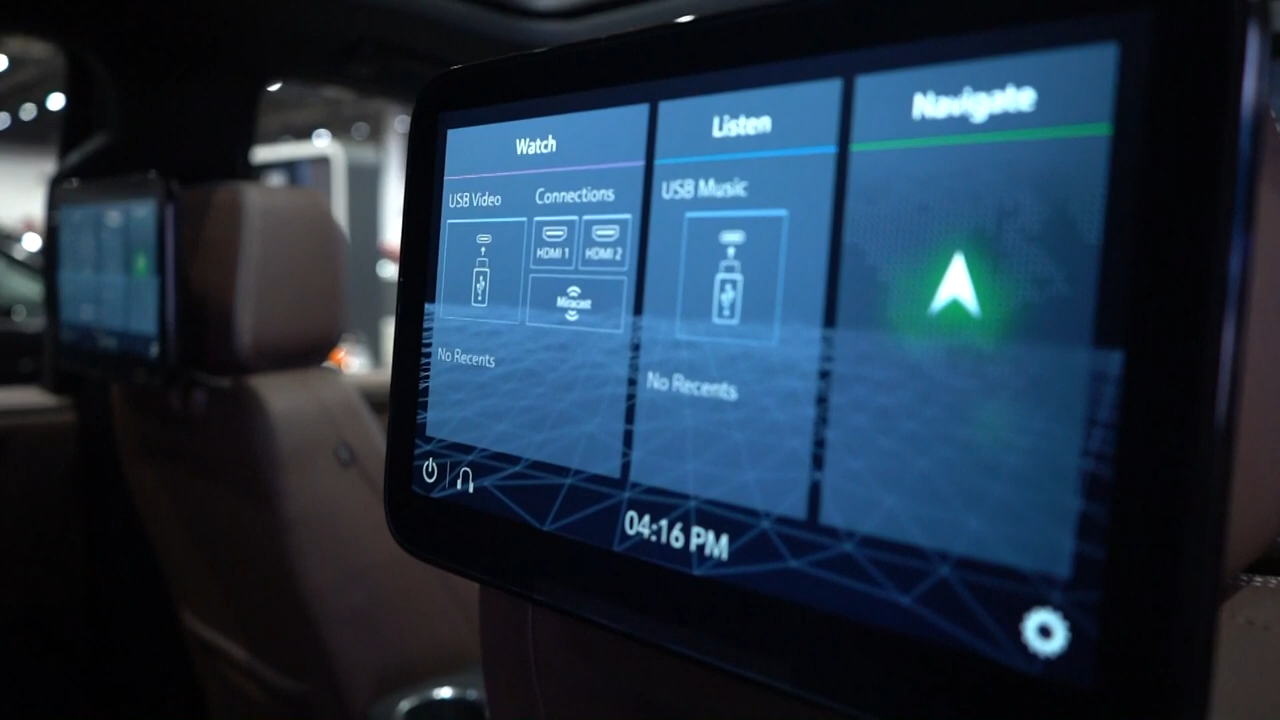 Watch
USB Video
Connections
HDMI 1
HDMI 2
Miracast
No Recents
Listen
USB Music
No Recents
Navigate
04:16 PM